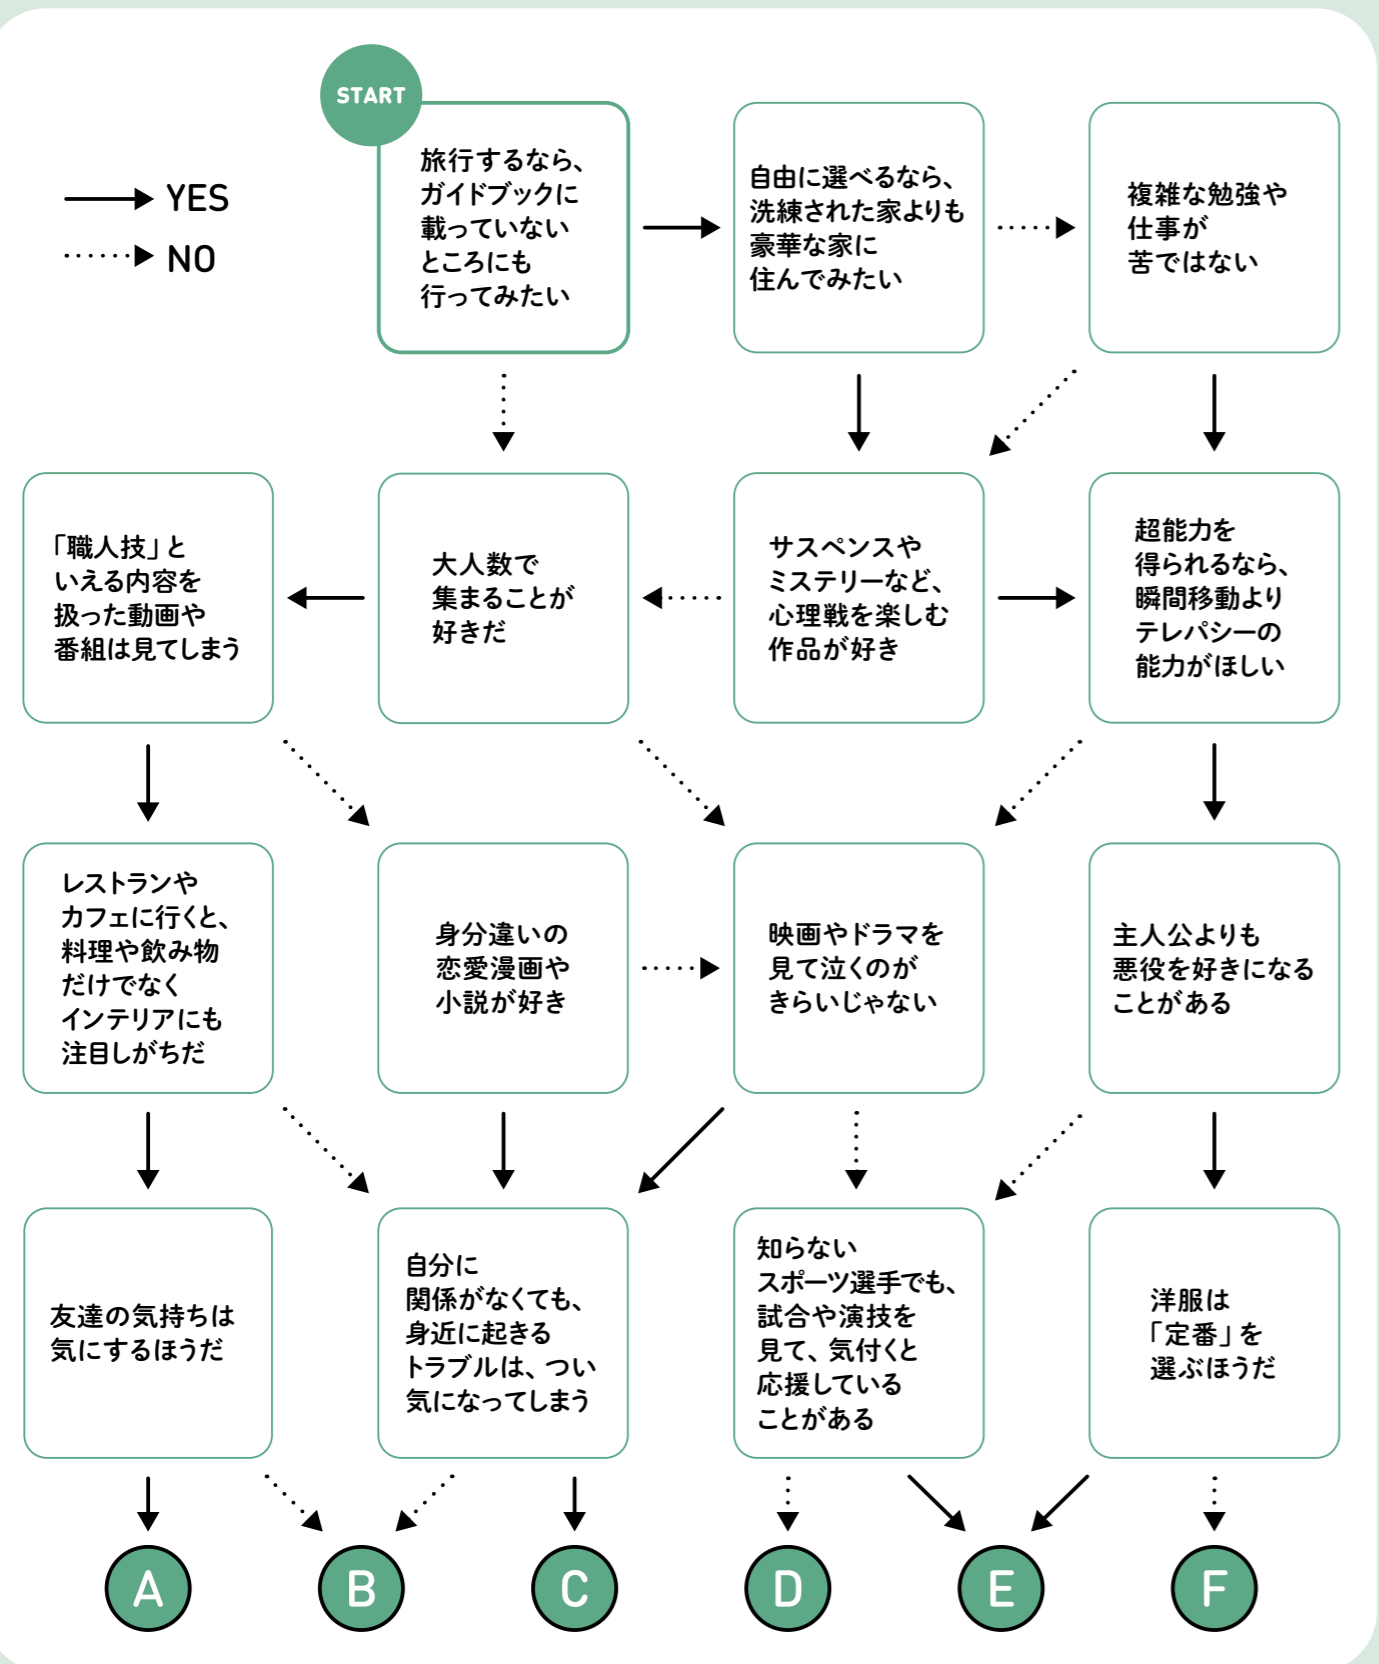 START
YES
NO
旅行するなら、
ガイドブックに
載っていない
ところにも
行ってみたい
自由に選べるなら、
洗練された家よりも
豪華な家に
住んでみたい
複雑な勉強や
仕事が
苦ではない
「職人技」と
いえる内容を
扱った動画や
番組は見てしまう
大人数で
集まることが
好きだ
サスペンスや
ミステリーなど、
心理戦を楽しむ
作品が好き
超能力を
得られるなら、
瞬間移動より
テレパシーの
能力がほしい
レストランや
カフェに行くと、
料理や飲み物
だけでなく
インテリアにも
注目しがちだ
身分違いの
恋愛漫画や
小説が好き
映画やドラマを
見て泣くのが
きらいじゃない
主人公よりも
悪役を好きになる
ことがある
友達の気持ちは
気にするほうだ
自分に
関係がなくても、
身近に起きる
トラブルは、つい
気になってしまう
知らない
スポーツ選手でも、
試合や演技を
見て、気付くと
応援している
ことがある
洋服は
「定番」を
選ぶほうだ
A
B
C
D
E
F